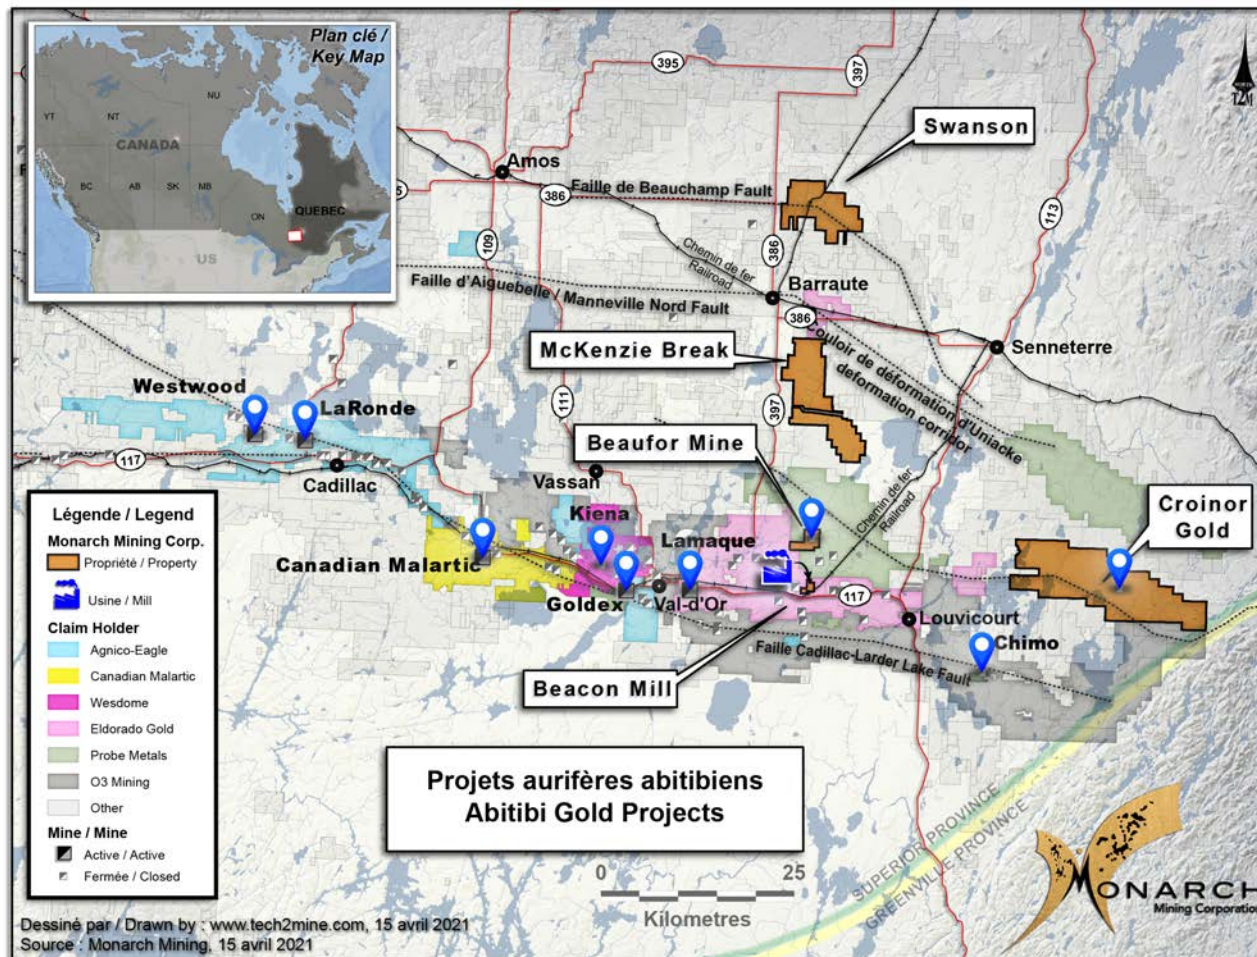 Plan clé /
Key Map
NU
YT
NT
CANADA
BC
AB
SK
MB
ON
QUEBEC
US
395
397
Swanson
Amos
386
Faille de Beauchamp Fault
113
109
386
Chemin de fer
Railroad
Faille d'Aiguebelle / Manneville Nord Fault
Barraute
386
Senneterre
Couloir de déformation d'Uniacke
deformation corridor
McKenzie Break
Westwood
LaRonde
111
397
Beaufor Mine
117
Cadillac
Vassan
Chemin de fer
Railroad
Croinor
Gold
Kiena
Lamaque
Canadian Malartic
Goldex
Val-d'Or
117
Louvicourt
Chimo
Faille Cadillac-Larder Lake Fault
Beacon Mill
Légende / Legend
Monarch Mining Corp.
Propriété / Property
Usine / Mill
Claim Holder
Agnico-Eagle
Canadian Malartic
Wesdome
Eldorado Gold
Probe Metals
O3 Mining
Other
Mine / Mine
Active / Active
Fermée / Closed
Projets aurifères abitibiens
Abitibi Gold Projects
0
25
Kilometres
SUPERIOR PROVINCE
GREENVILLE PROVINCE
MONARCH
Mining Corporation
Dessiné par / Drawn by : www.tech2mine.com, 15 avril 2021
Source : Monarch Mining, 15 avril 2021